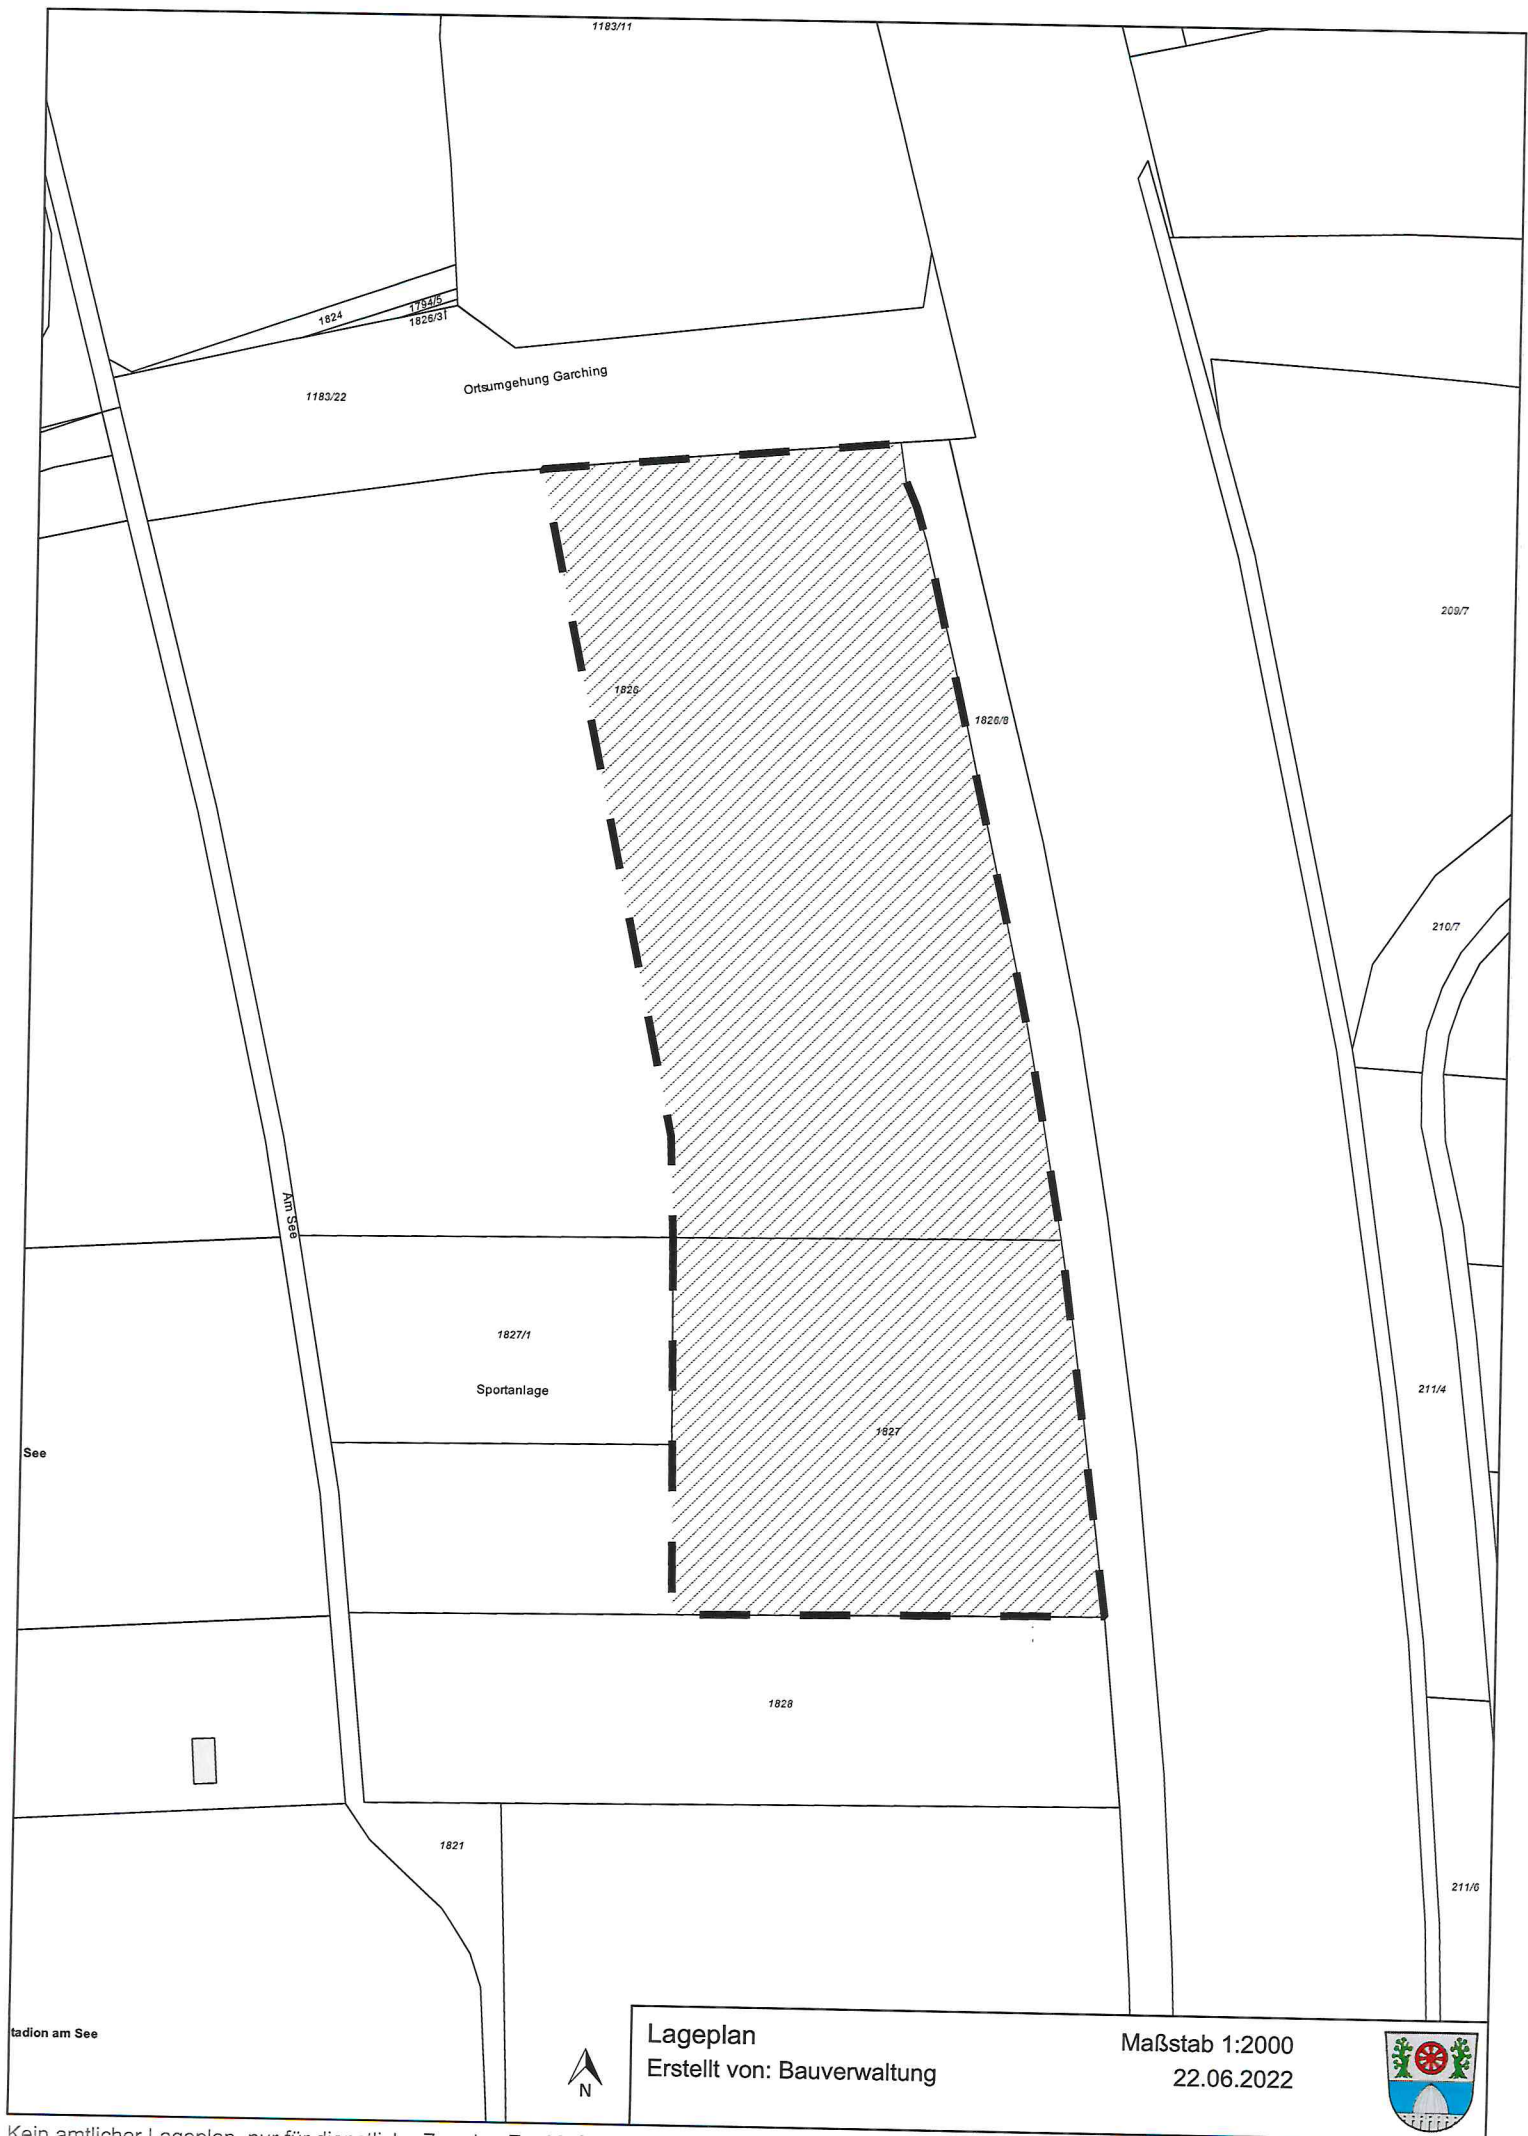 1183/11
1794/5
1824
1826/3
Ortsumgehung Garching
1183/22
209/7
1826
1826/8
210/7
Am See
1827/1
Sportanlage
211/4
1827
See
1828
1821
211/6
tadion am See
N
Lageplan
Maßstab 1:2000
Erstellt von: Bauverwaltung
22.06.2022